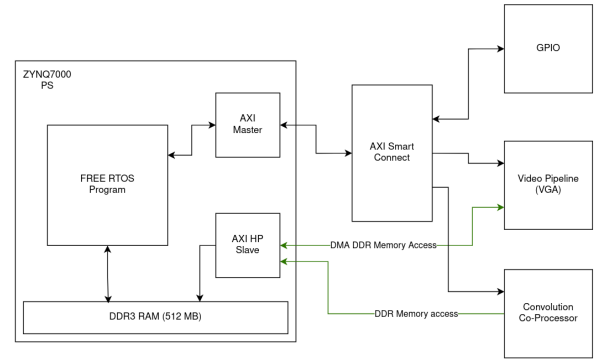 ZYNQ7000
PS
GPIO
AXI
Master
AXI Smart
Connect
FREE RTOS
Program
Video Pipeline
(VGA)
AXI HP
Slave
DMA DDR Memory Access
DDR3 RAM (512 MB)
DDR Memory access
Convolution
Co-Processor